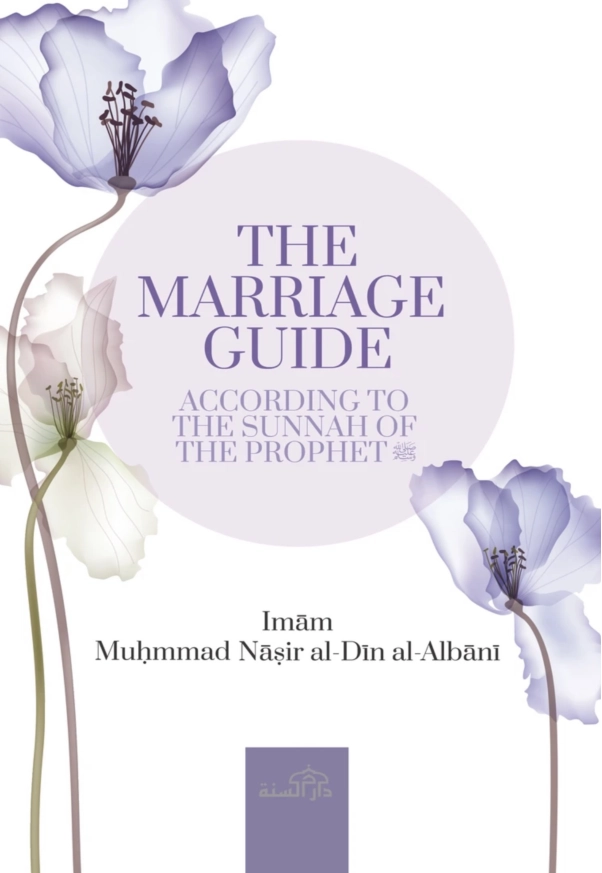 THE
MARRIAGE
GUIDE
ACCORDING TO
THE SUNNAH OF
THE PROPHET ﷺ
Imām
Muḥmmad Nāṣir al-Dīn al-Albānī
دار السنة